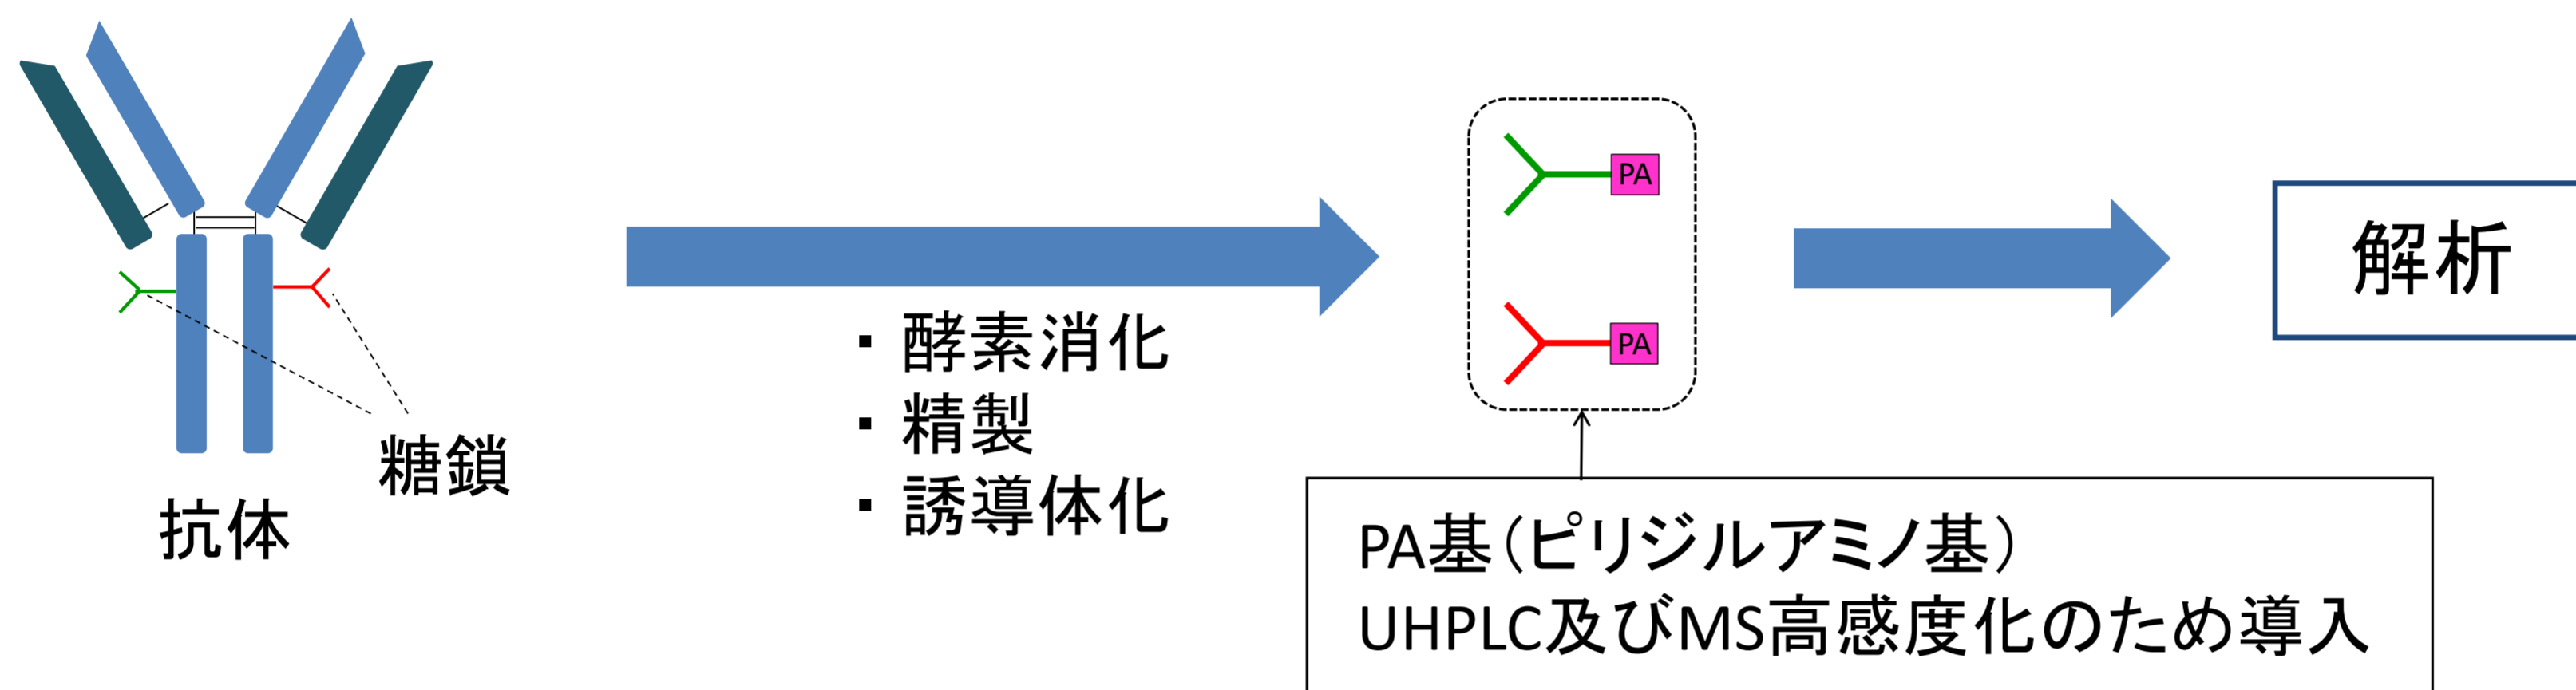 抗体
糖鎖
・酵素消化
・精製
・誘導体化
PA
PA
PA基(ピリジルアミノ基)
UHPLC及びMS高感度化のため導入
解析